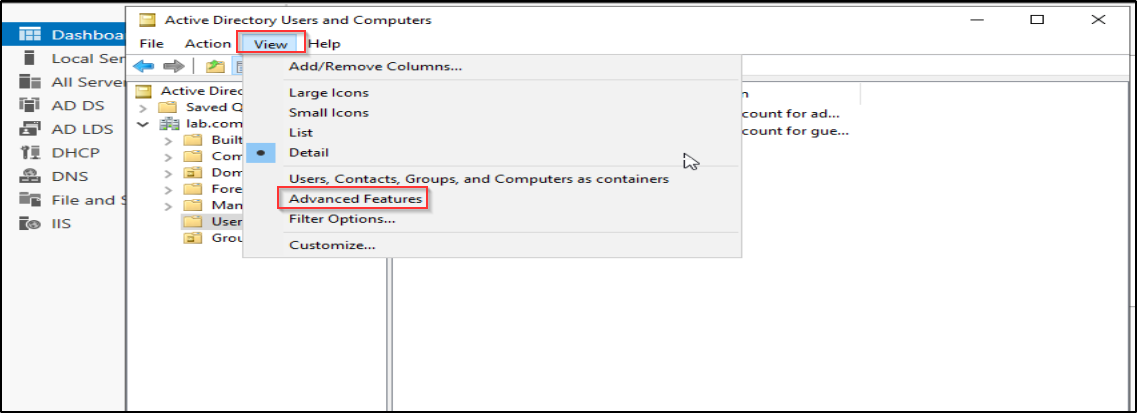 Active Directory Users and Computers
File Action View Help
Dashboa
Local Ser
All Server
AD DS
AD LDS
DHCP
DNS
File and S
IIS
Active Direc
Saved Q
lab.com
Built
Com
Dom
Fore
Man
User
Grou
Add/Remove Columns...
Large Icons
Small Icons
List
Detail
Users, Contacts, Groups, and Computers as containers
Advanced Features
Filter Options...
Customize...
n
count for ad...
count for gue...